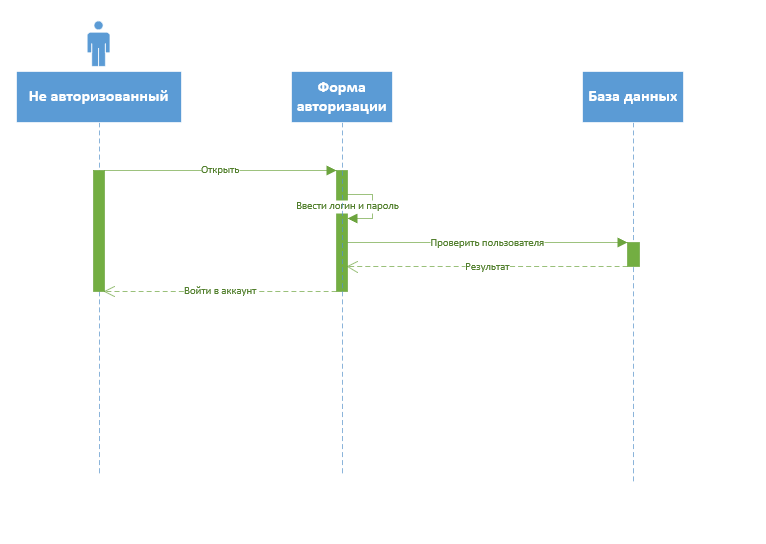 Не авторизованный
Форма
авторизации
База данных
Открыть
Ввести логин и пароль
Проверить пользователя
Результат
Войти в аккаунт